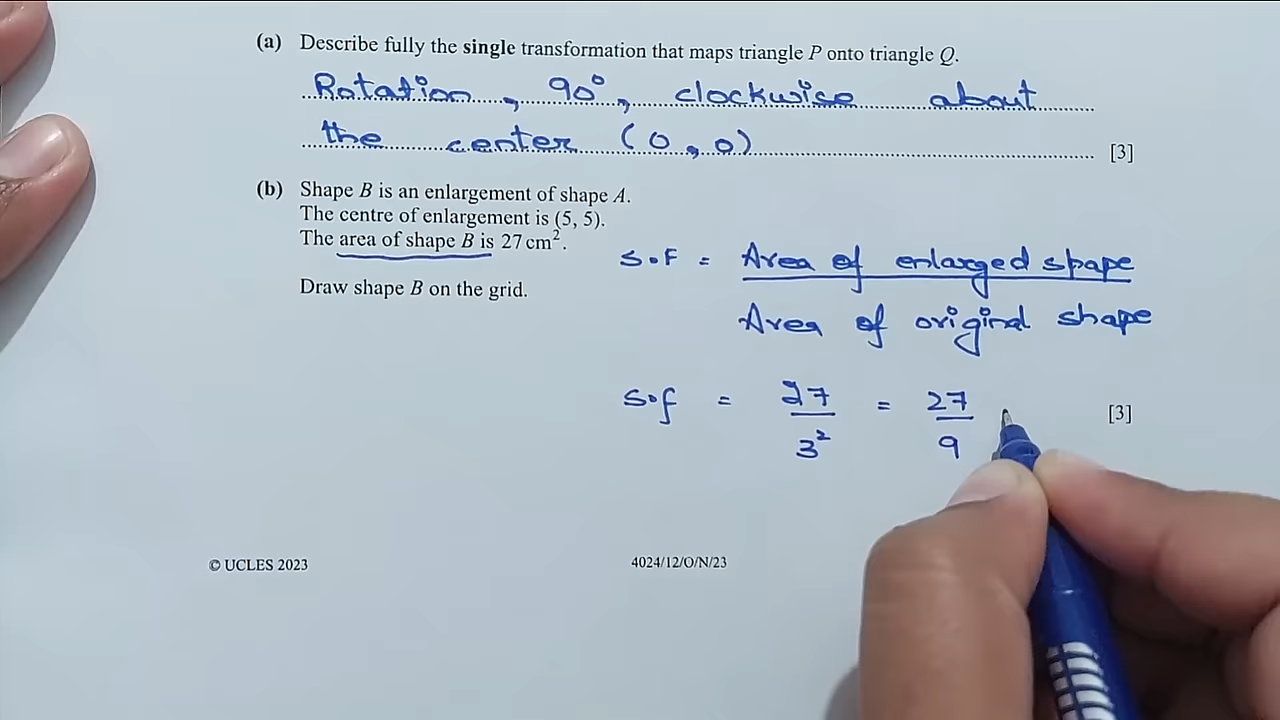 (a) Describe fully the single transformation that maps triangle P onto triangle Q.
Rotation, 90°, clockwise about
the center (0, 0)
[3]
(b) Shape B is an enlargement of shape A.
The centre of enlargement is (5, 5).
The area of shape B is 27 cm².
Draw shape B on the grid.
S.F = Area of enlarged shape
Area of original shape
S.f = 27/3² = 27/9
[3]
© UCLES 2023
4024/12/O/N/23